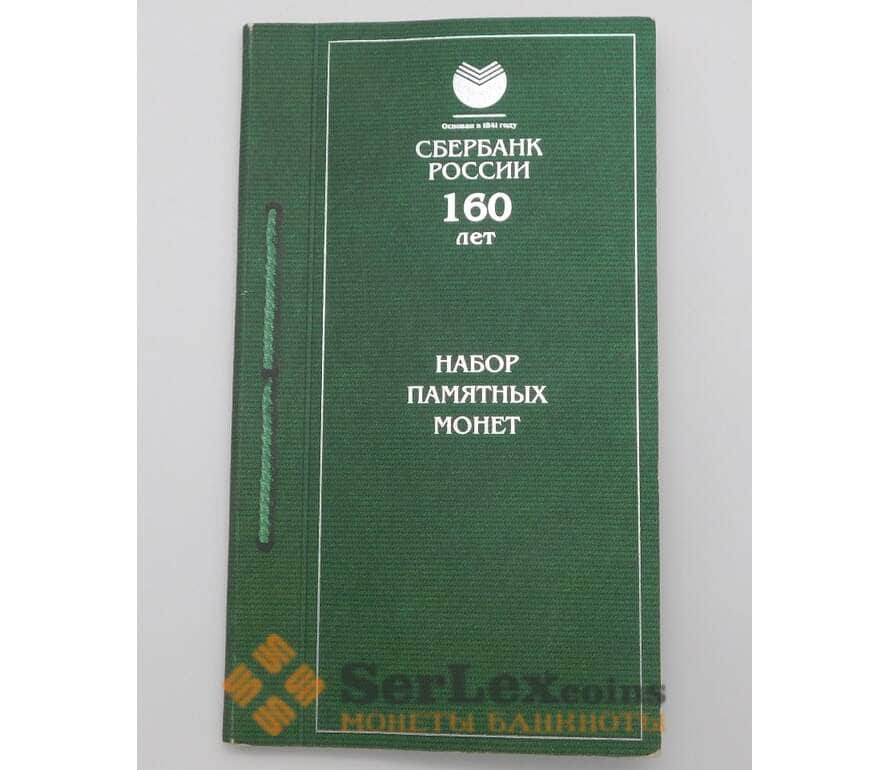 Основан в 1841 году
СБЕРБАНК
РОССИИ
160
лет
НАБОР
ПАМЯТНЫХ
МОНЕТ
SerLexcoins
МОНЕТЫ БАНКНОТЫ